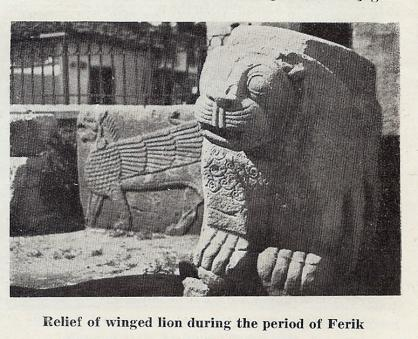 Relief of winged lion during the period of Ferik